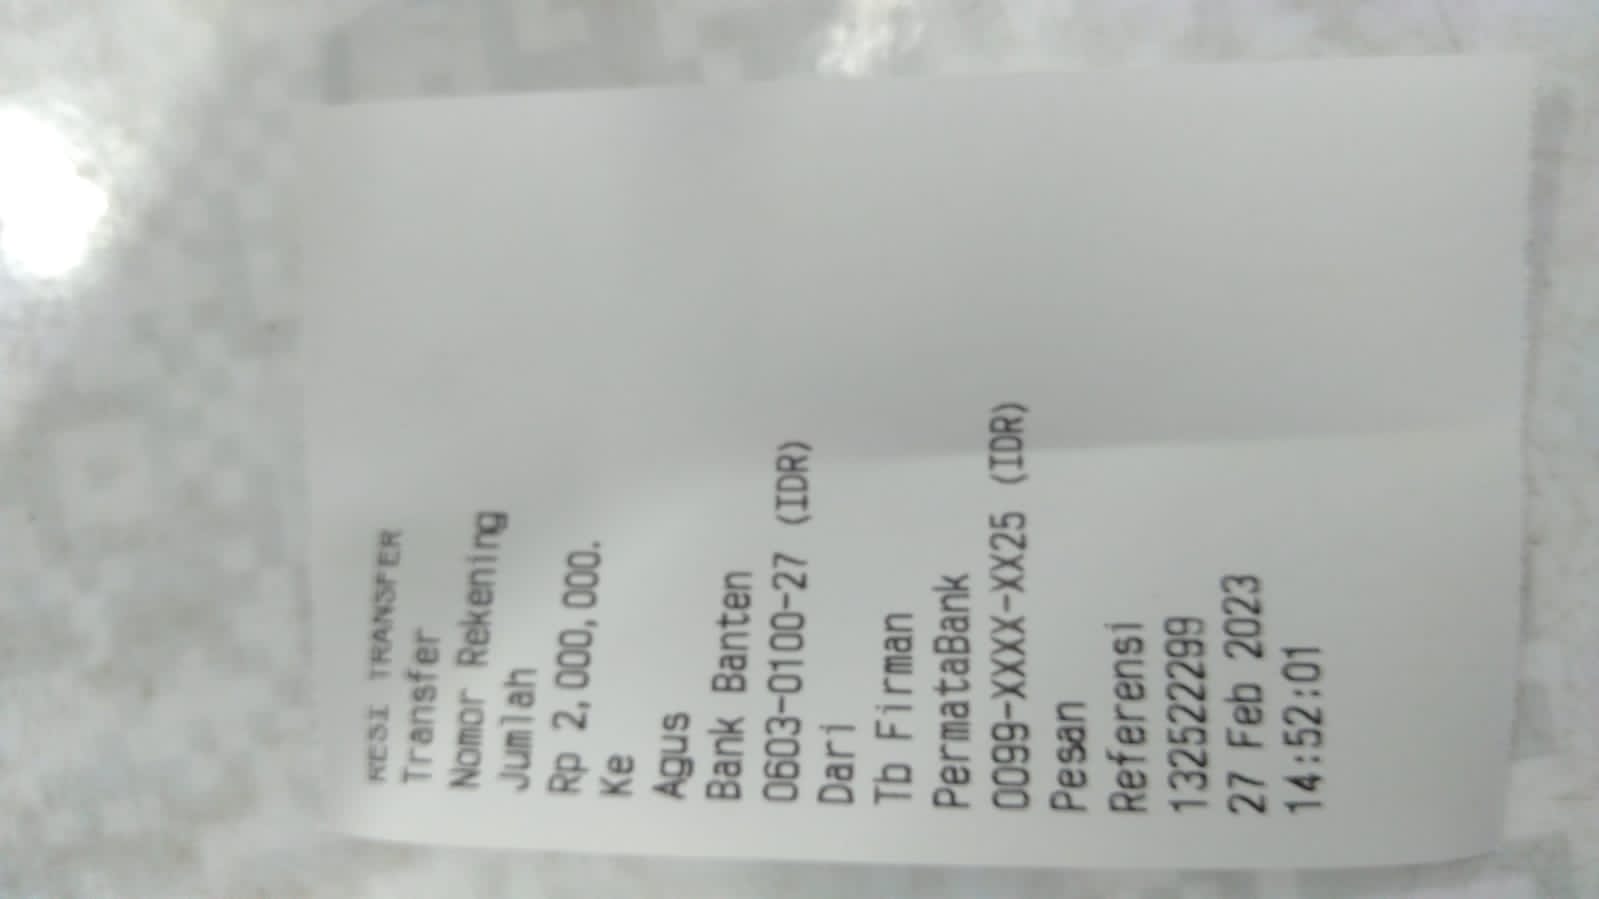 RESI TRANSFER
Transfer
Nomor Rekening
Jumlah
Rp 2,000,000.
Ke
Agus
Bank Banten
0603-0100-27 (IDR)
Dari
Tb Firman
PermataBank
0099-XXXX-XX25 (IDR)
Pesan
Referensi
132522299
27 Feb 2023
14:52:01